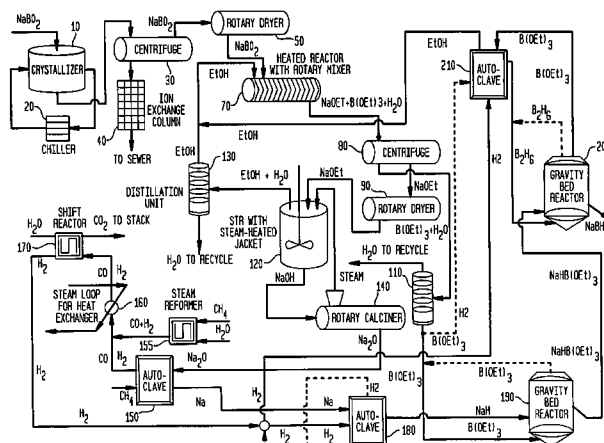 NaBO2
10
CRYSTALLIZER
20
CHILLER
NaBO2
CENTRIFUGE
30
ION
EXCHANGE
COLUMN
40
TO SEWER
NaBO2
ROTARY DRYER
50
NaBO2
EtOH
HEATED REACTOR
WITH ROTARY MIXER
70
NaOEt+B(OEt)3+H2O
EtOH
EtOH
80
CENTRIFUGE
NaOEt
90
ROTARY DRYER
B(OEt)3+H2O
EtOH
130
DISTILLATION
UNIT
EtOH + H2O
H2O TO RECYCLE
STR WITH
STEAM-HEATED
JACKET
120
NaOH
STEAM
H2O TO RECYCLE
110
B(OEt)3
140
ROTARY CALCINER
Na2O
210
AUTO-
CLAVE
H2
H2
B(OEt)3
B(OEt)3
B2H6
B2H6
20
GRAVITY
BED
REACTOR
NaBH
NaHB(OEt)3
NaHB(OEt)3
SHIFT
REACTOR
H2O
CO2 TO STACK
170
H2
CO
H2
STEAM LOOP
FOR HEAT
EXCHANGER
160
STEAM
REFORMER
CH4
H2O
155
CO+H2
CO
H2
Na2O
AUTO-
CLAVE
CH4
150
Na
Na
H2
H2
H2
H2
H2
H2
AUTO-
CLAVE
180
NaH
B(OEt)3
B(OEt)3
B(OEt)3
190
GRAVITY
BED
REACTOR